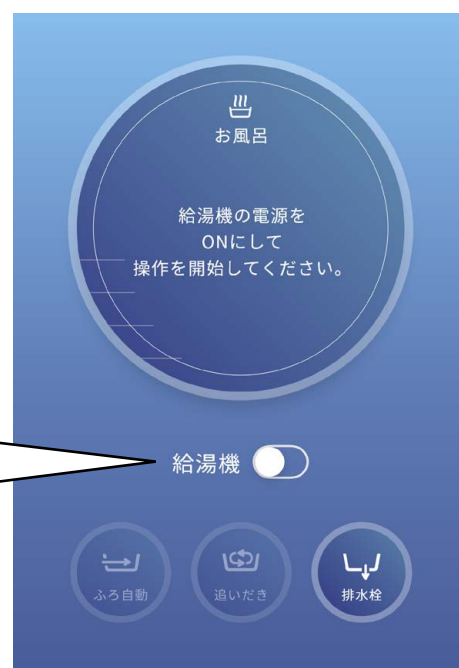 お風呂
給湯機の電源を
ONにして
操作を開始してください。
給湯機
ふろ自動
追いだき
排水栓